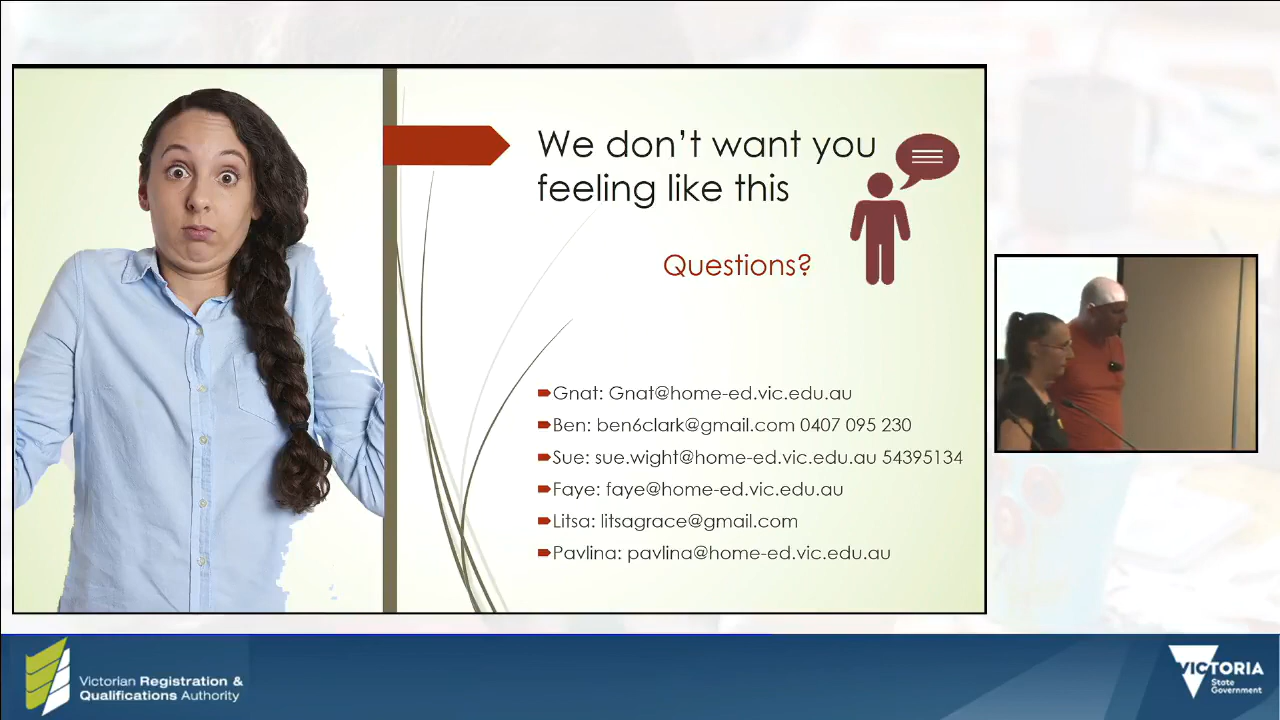 We don't want you
feeling like this
Questions?
Gnat: Gnat@home-ed.vic.edu.au
Ben: ben6clark@gmail.com 0407 095 230
Sue: sue.wight@home-ed.vic.edu.au 54395134
Faye: faye@home-ed.vic.edu.au
Litsa: litsagrace@gmail.com
Pavlina: pavlina@home-ed.vic.edu.au
Victorian Registration &
Qualifications Authority
VICTORIA
State
Government